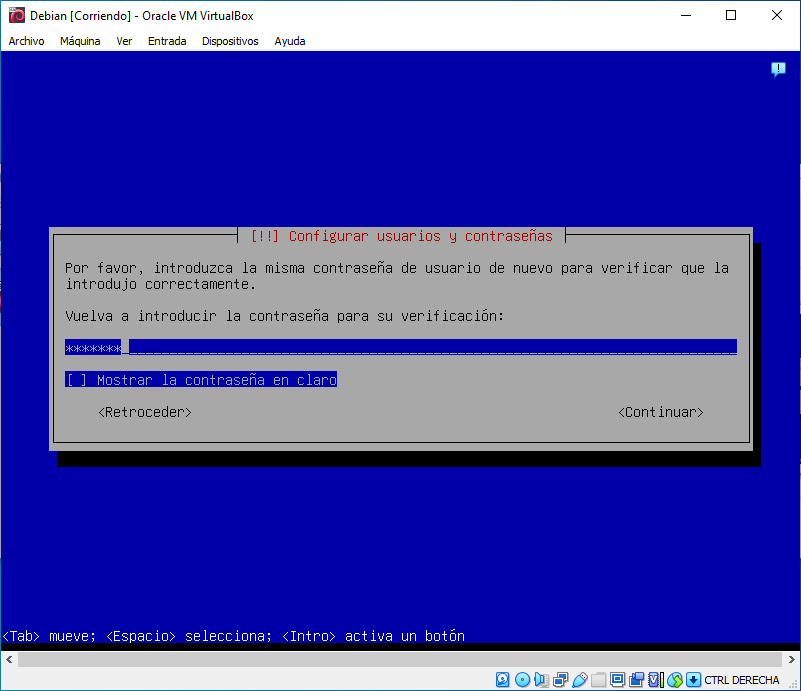 Debian [Corriendo] - Oracle VM VirtualBox
Archivo Máquina Ver Entrada Dispositivos Ayuda
[!!] Configurar usuarios y contraseñas
Por favor, introduzca la misma contraseña de usuario de nuevo para verificar que la
introdujo correctamente.
Vuelva a introducir la contraseña para su verificación:
*******
[ ] Mostrar la contraseña en claro
<Retroceder> <Continuar>
<Tab> mueve; <Espacio> selecciona; <Intro> activa un botón
CTRL DERECHA